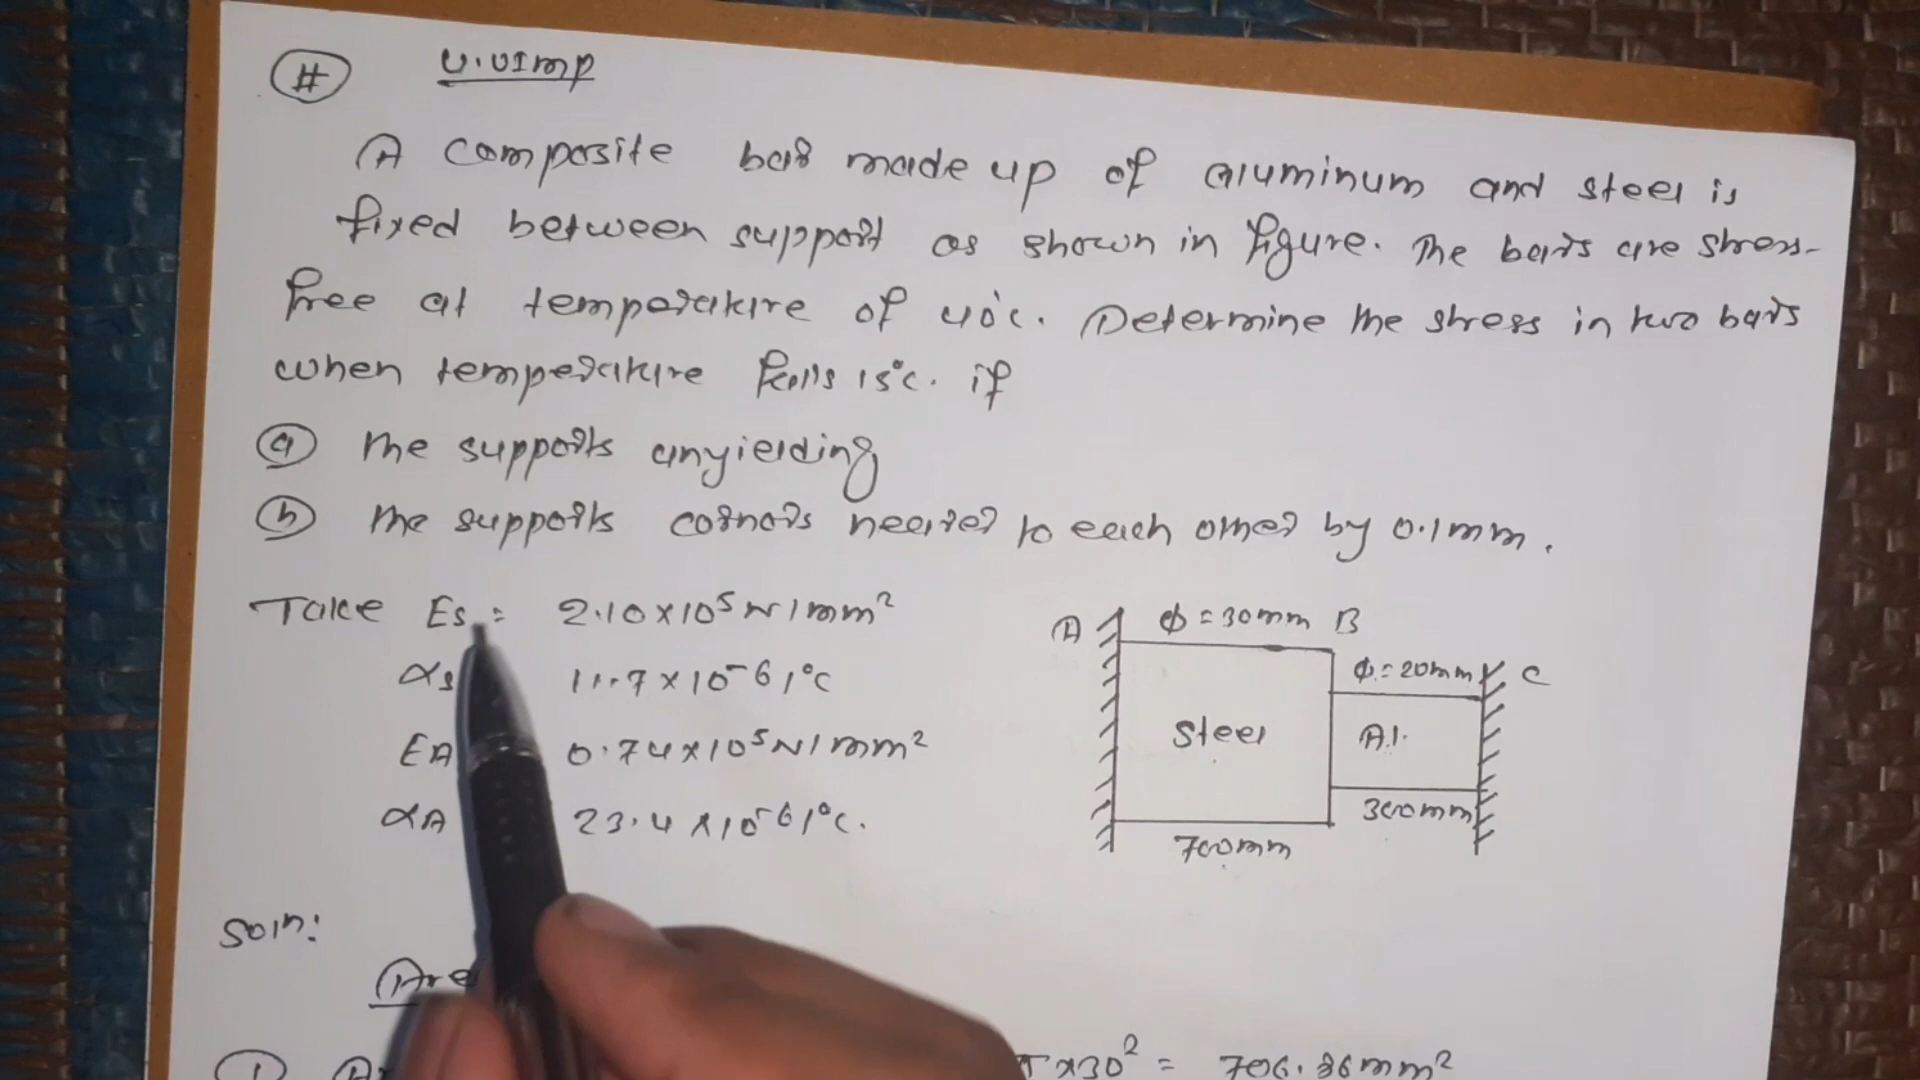 # V.VImp
A composite bar made up of aluminum and steel is
fixed between support as shown in figure. The bars are stress-
free at temperature of 40°c. Determine the stress in two bars
when temperature falls 15°c. if
(a) the supports unyielding
(b) the supports comes nearer to each other by 0.1mm.
Take Es = 2.10×10⁵N/mm²
αs 11.7×10⁻⁶/°C
EA 0.74×10⁵N/mm²
αA 23.4×10⁻⁶/°C.
A ϕ=30mm B
ϕ=20mm C
Steel
Al.
300mm
700mm
Soln:
×30² = 706.86mm²